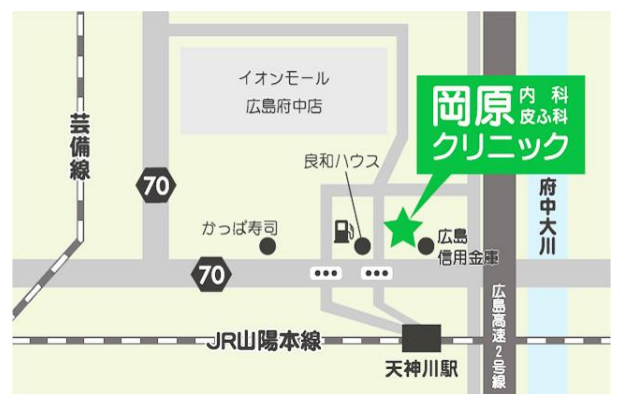 イオンモール
広島府中店
岡原 内科
皮ふ科
クリニック
芸備線
良和ハウス
70
府中大川
かっぱ寿司
広島
信用金庫
70
広島高速2号線
JR山陽本線
天神川駅